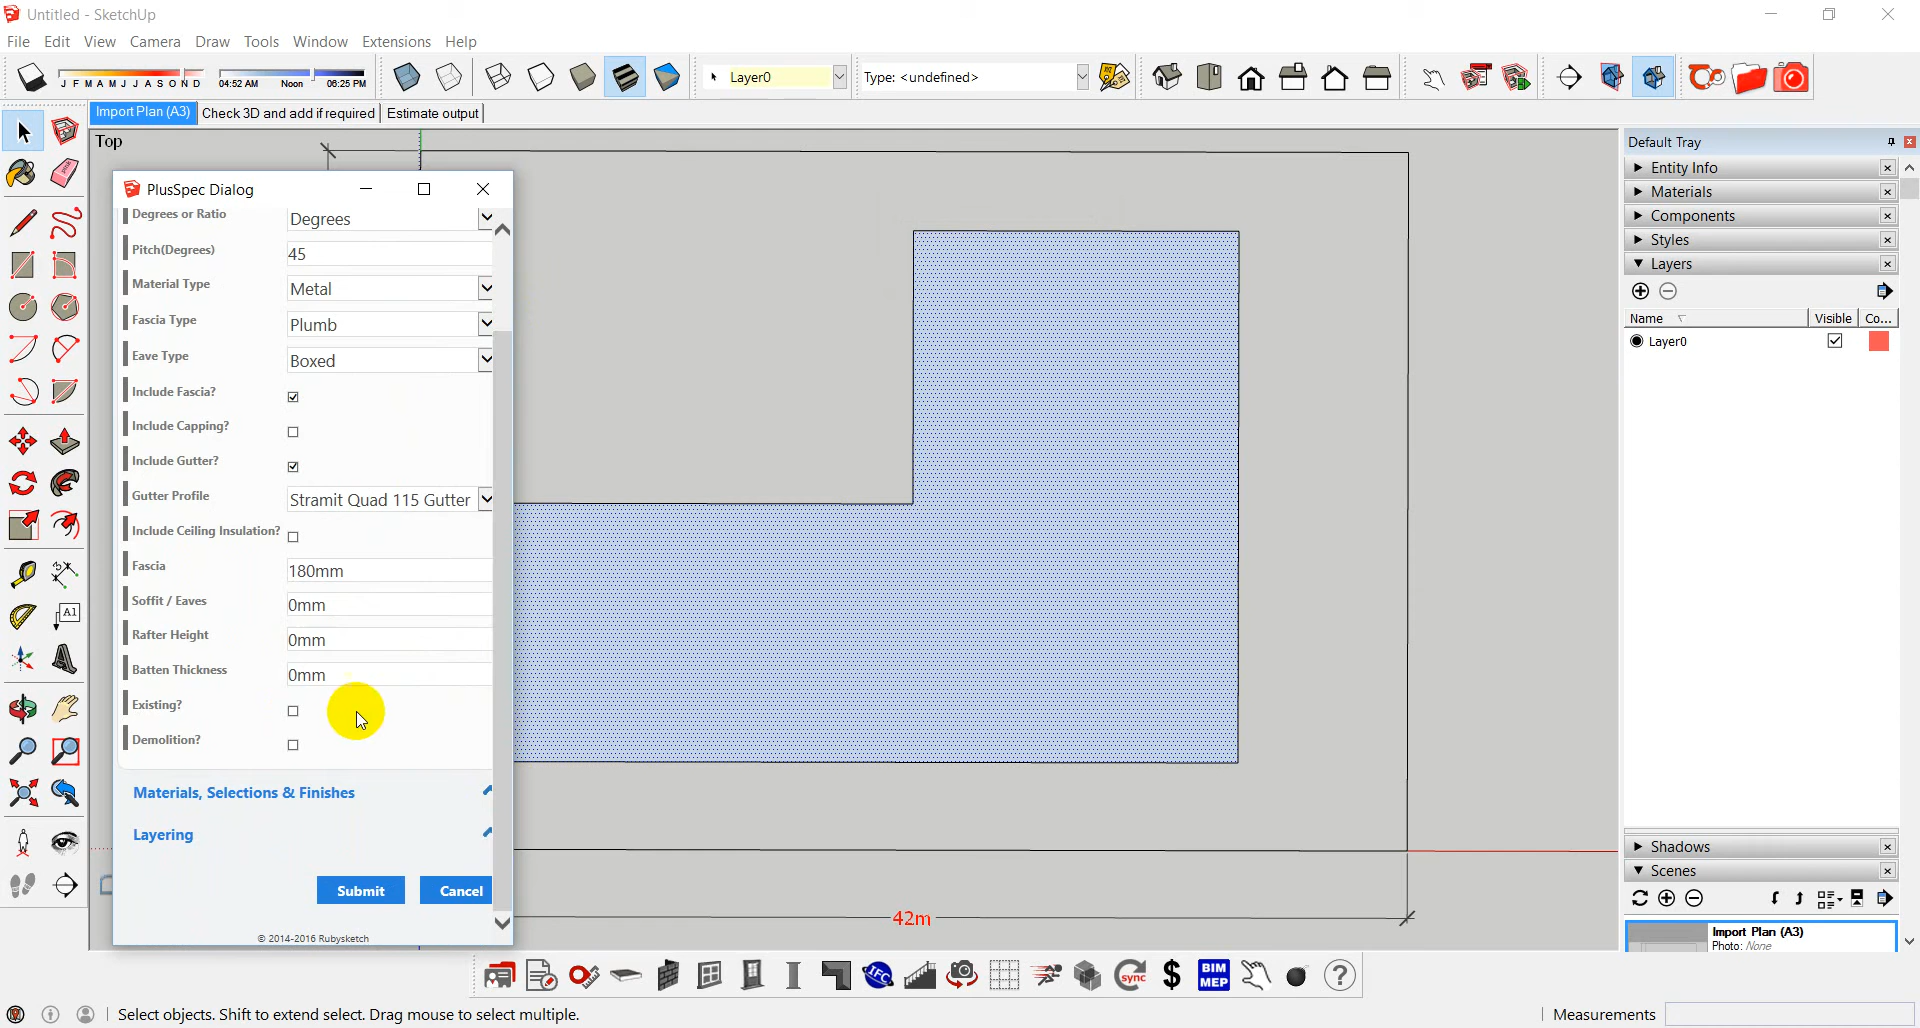 Untitled - SketchUp
File Edit View Camera Draw Tools Window Extensions Help
J F M A M J J A S O N D
04:52 AM Noon 06:25 PM
Layer0
Type: <undefined>
Import Plan (A3)
Check 3D and add if required
Estimate output
Top
PlusSpec Dialog
Degrees or Ratio Degrees
Pitch(Degrees) 45
Material Type Metal
Fascia Type Plumb
Eave Type Boxed
Include Fascia?
Include Capping?
Include Gutter?
Gutter Profile Stramit Quad 115 Gutter
Include Ceiling Insulation?
Fascia 180mm
Soffit / Eaves 0mm
Rafter Height 0mm
Batten Thickness 0mm
Existing?
Demolition?
Materials, Selections & Finishes
Layering
Submit Cancel
© 2014-2016 Rubysketch
A1
42m
Default Tray
Entity Info
Materials
Components
Styles
Layers
Name Visible Co...
Layer0
Shadows
Scenes
Import Plan (A3)
Photo: None
IFC
sync
$
BIM
MEP
?
Select objects. Shift to extend select. Drag mouse to select multiple.
Measurements